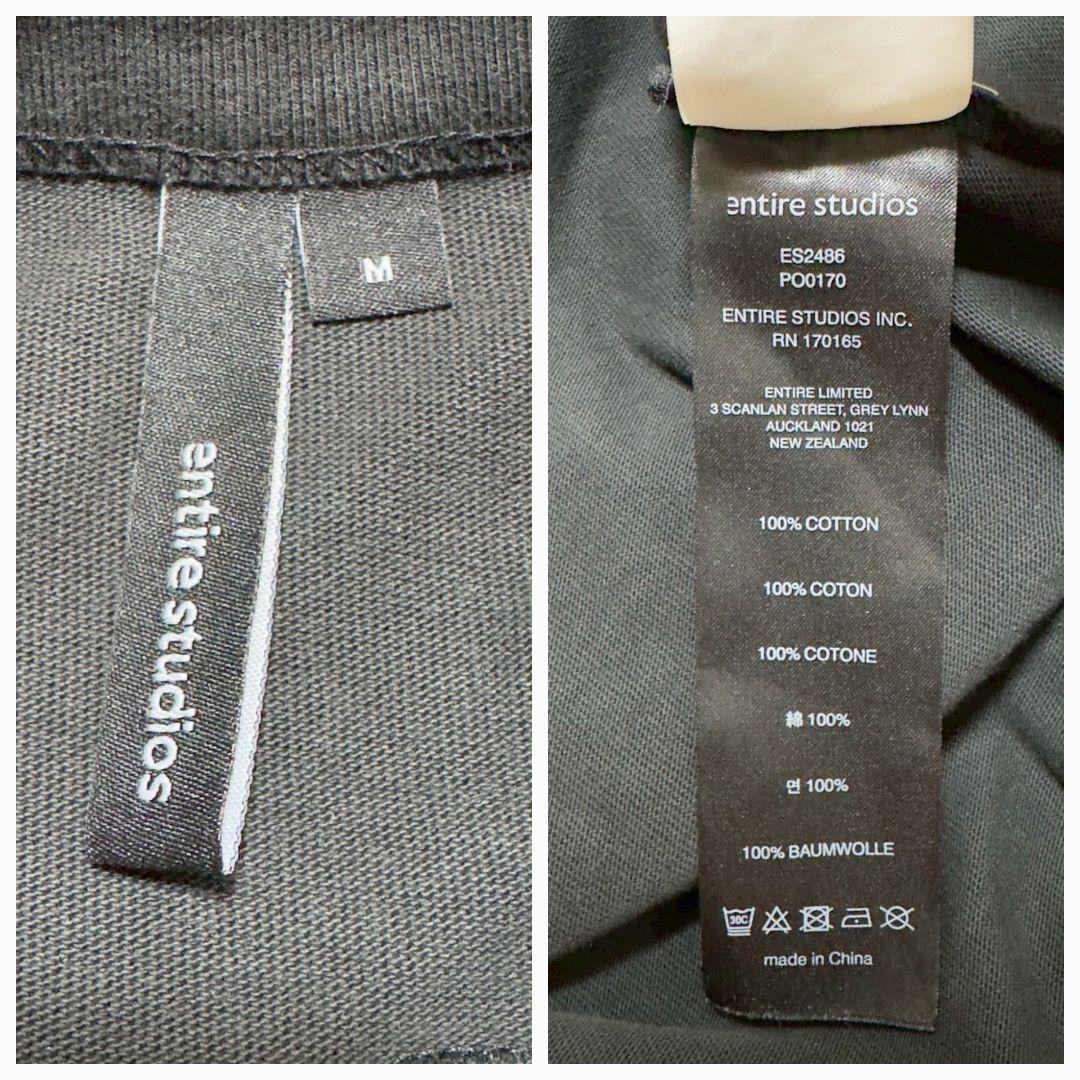 entire studios
M
entire studios
ES2486
PO0170
ENTIRE STUDIOS INC.
RN 170165
ENTIRE LIMITED
3 SCANLAN STREET, GREY LYNN
AUCKLAND 1021
NEW ZEALAND
100% COTTON
100% COTON
100% COTONE
綿 100%
면 100%
100% BAUMWOLLE
30C
made in China